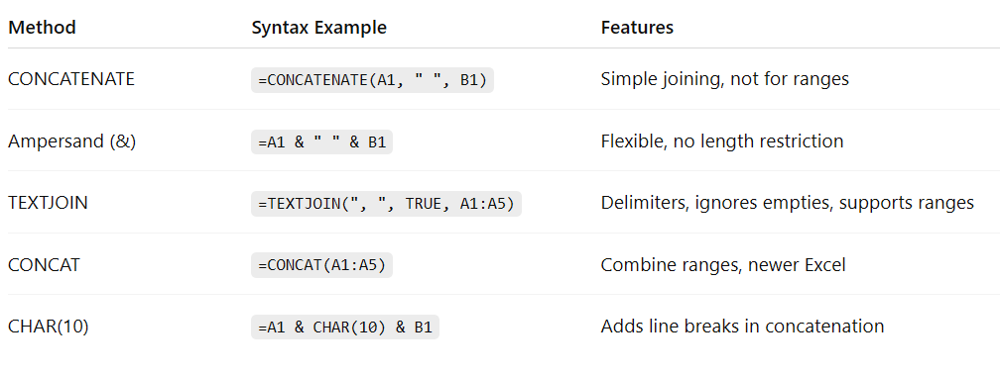 Method Syntax Example Features
CONCATENATE =CONCATENATE(A1, " ", B1) Simple joining, not for ranges
Ampersand (&) =A1 & " " & B1 Flexible, no length restriction
TEXTJOIN =TEXTJOIN(", ", TRUE, A1:A5) Delimiters, ignores empties, supports ranges
CONCAT =CONCAT(A1:A5) Combine ranges, newer Excel
CHAR(10) =A1 & CHAR(10) & B1 Adds line breaks in concatenation